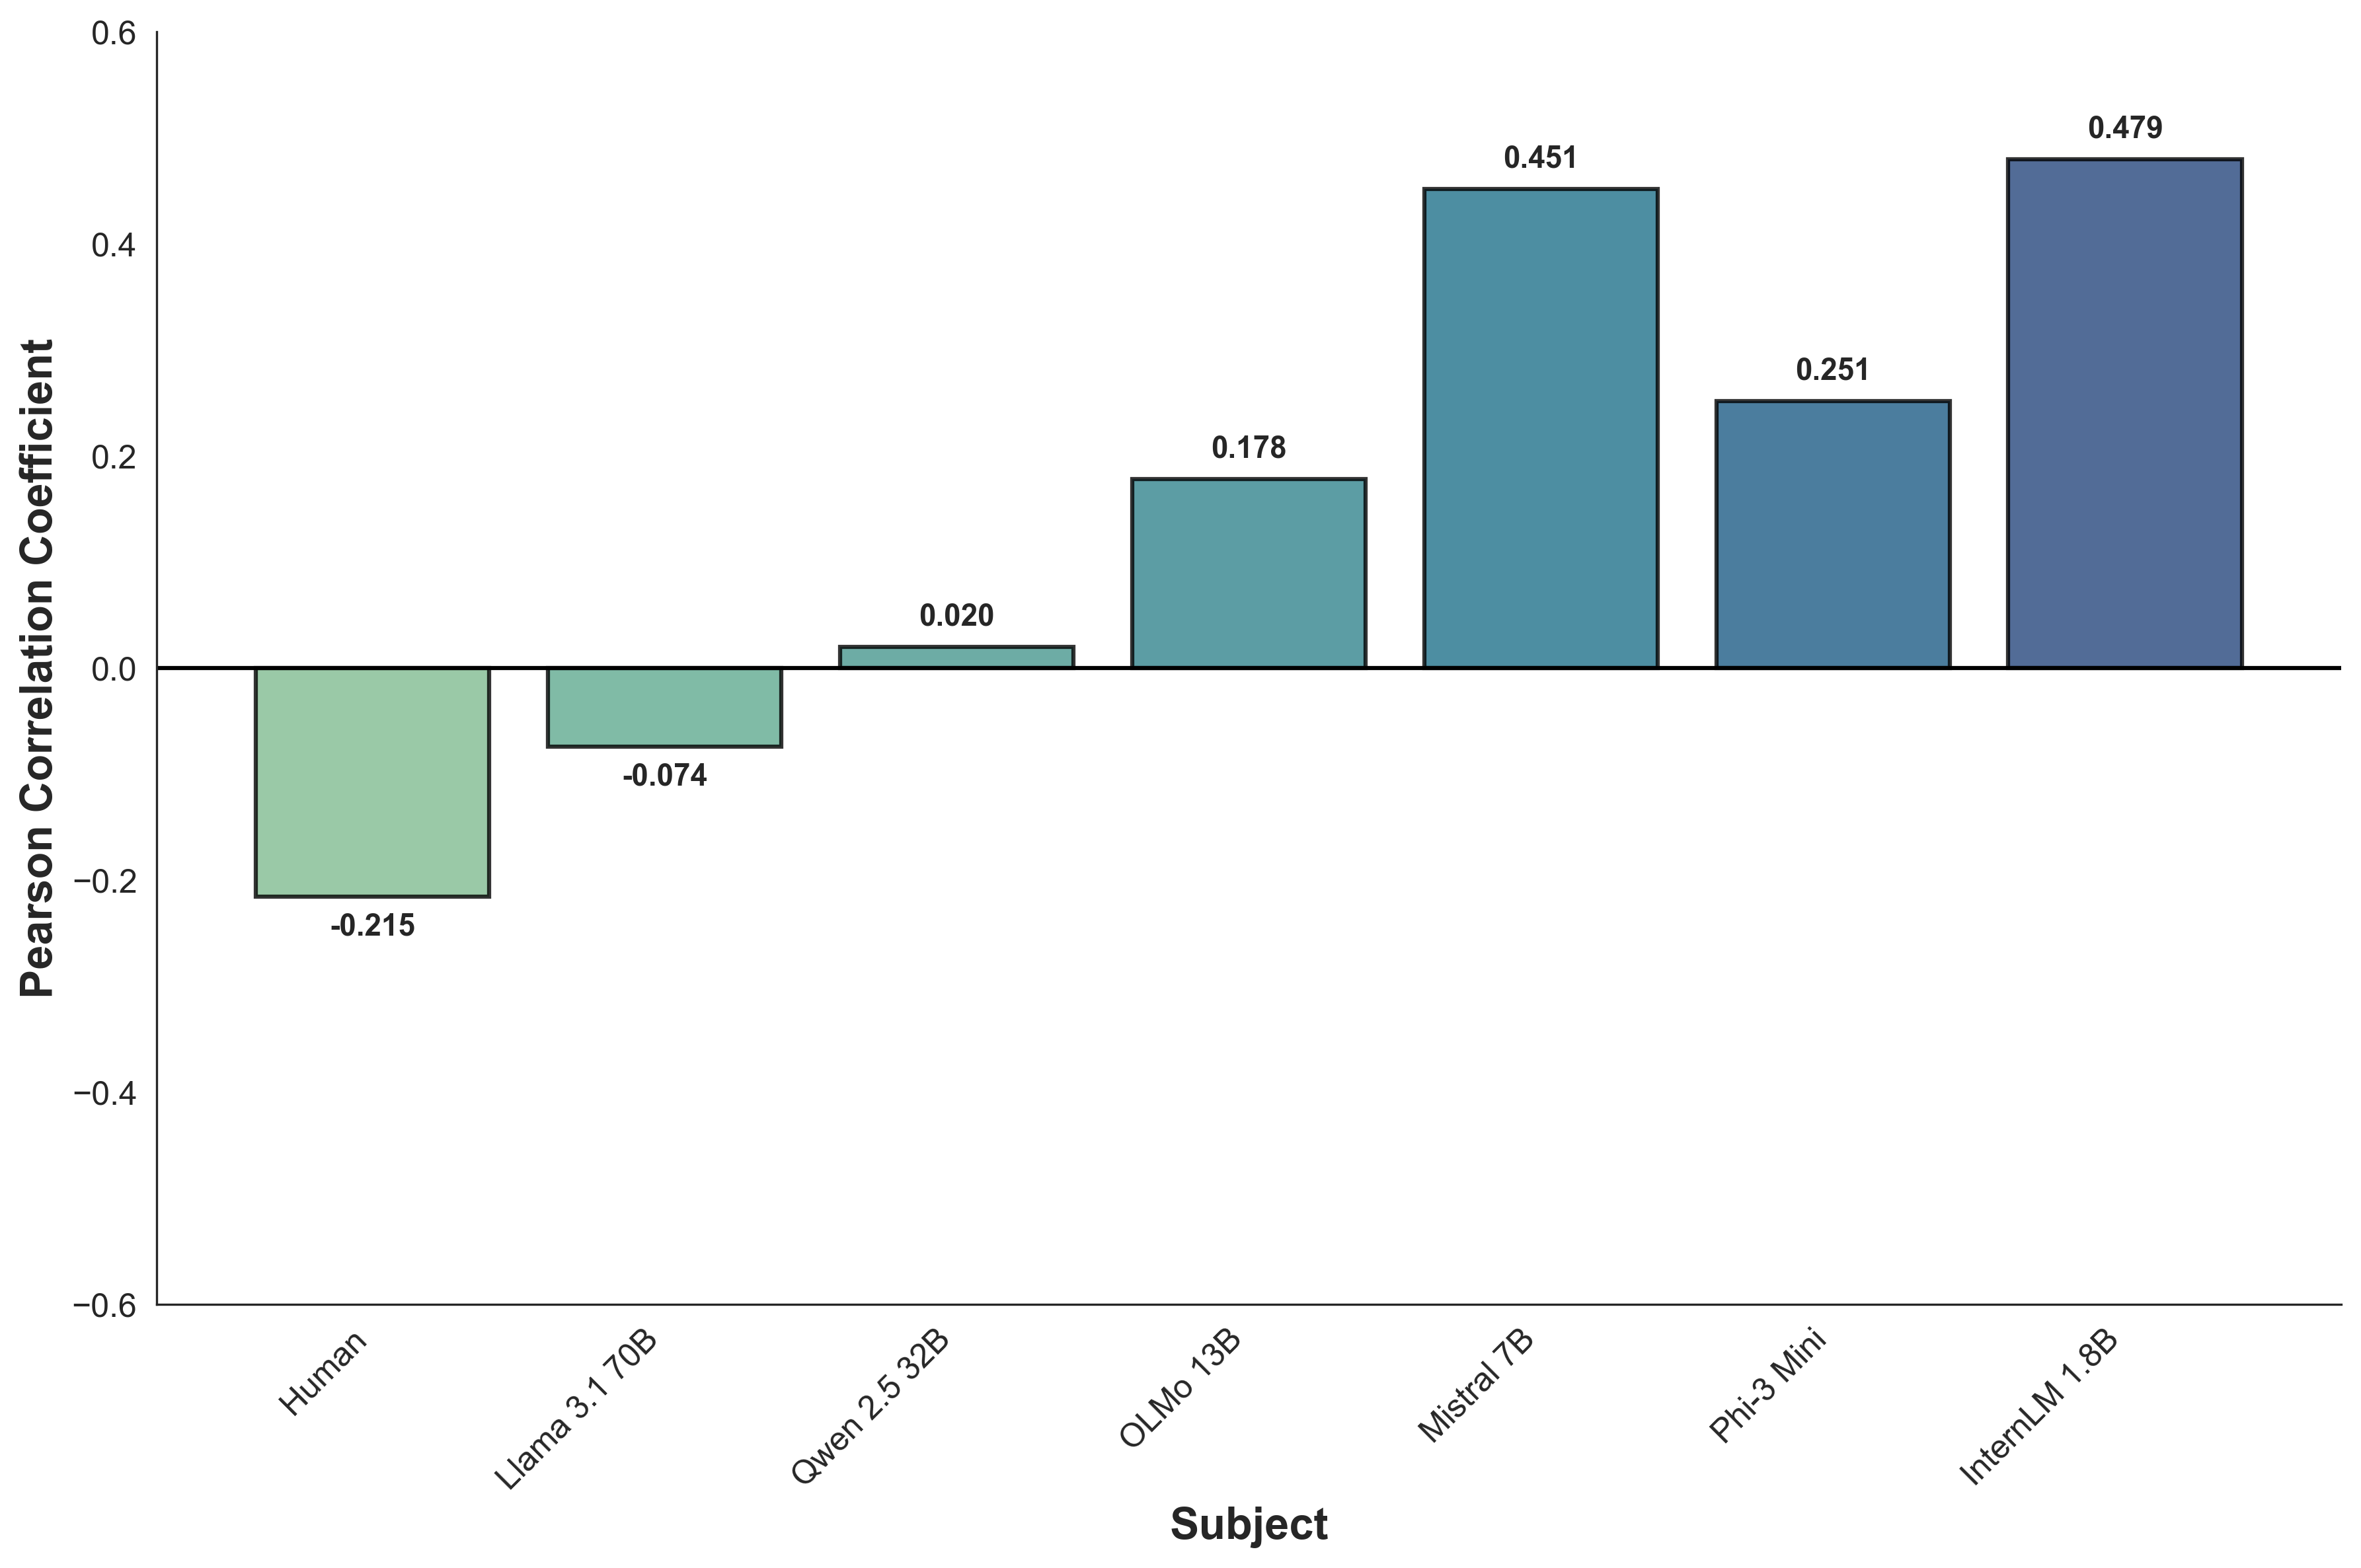 Pearson Correlation Coefficient
0.6
0.4
0.2
0.0
−0.2
−0.4
−0.6
-0.215
-0.074
0.020
0.178
0.451
0.251
0.479
Human
Llama 3.1 70B
Qwen 2.5 32B
OLMo 13B
Mistral 7B
Phi-3 Mini
InternLM 1.8B
Subject